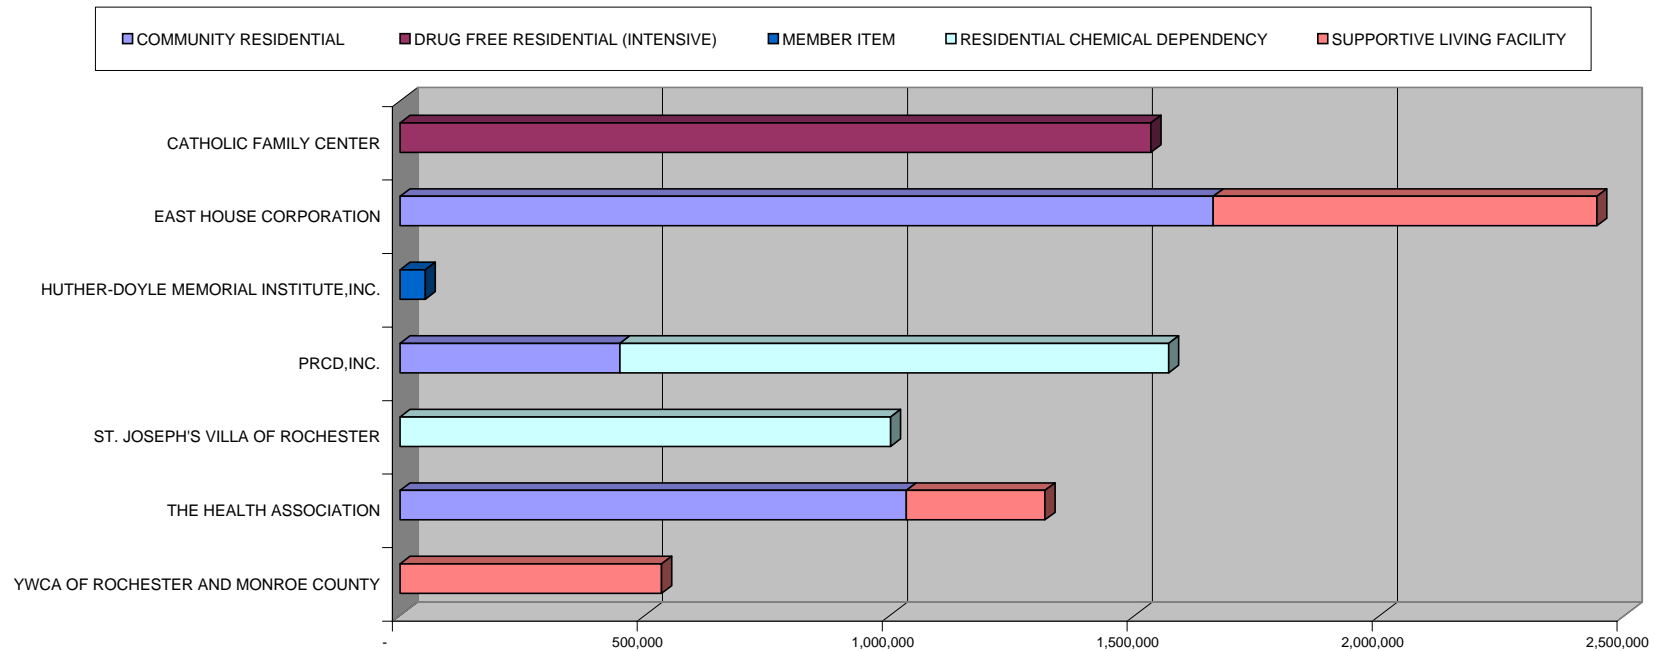 COMMUNITY RESIDENTIAL DRUG FREE RESIDENTIAL (INTENSIVE) MEMBER ITEM RESIDENTIAL CHEMICAL DEPENDENCY SUPPORTIVE LIVING FACILITY
CATHOLIC FAMILY CENTER
EAST HOUSE CORPORATION
HUTHER-DOYLE MEMORIAL INSTITUTE,INC.
PRCD,INC.
ST. JOSEPH'S VILLA OF ROCHESTER
THE HEALTH ASSOCIATION
YWCA OF ROCHESTER AND MONROE COUNTY
- 500,000 1,000,000 1,500,000 2,000,000 2,500,000